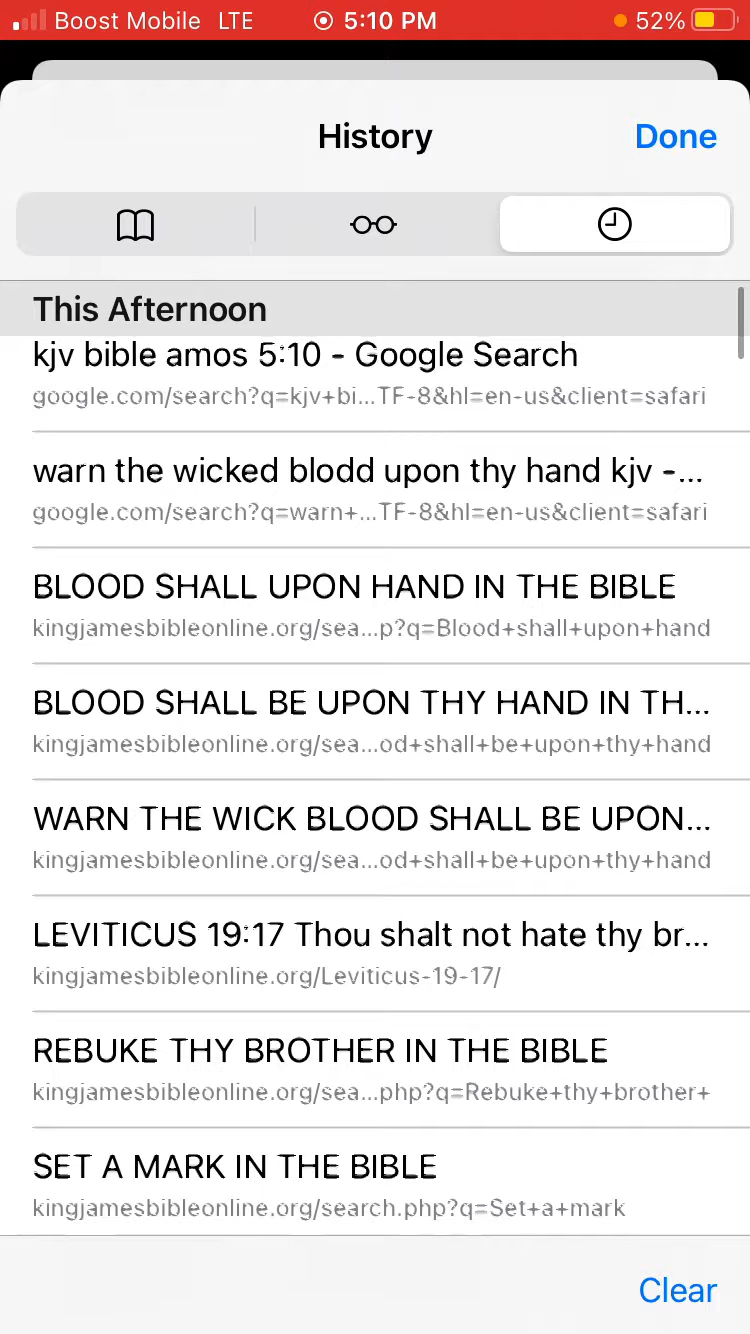 Boost Mobile LTE 5:10 PM 52%
History Done
This Afternoon
kjv bible amos 5:10 - Google Search
google.com/search?q=kjv+bi...TF-8&hl=en-us&client=safari
warn the wicked blodd upon thy hand kjv -...
google.com/search?q=warn+...TF-8&hl=en-us&client=safari
BLOOD SHALL UPON HAND IN THE BIBLE
kingjamesbibleonline.org/sea...p?q=Blood+shall+upon+hand
BLOOD SHALL BE UPON THY HAND IN TH...
kingjamesbibleonline.org/sea...od+shall+be+upon+thy+hand
WARN THE WICK BLOOD SHALL BE UPON...
kingjamesbibleonline.org/sea...od+shall+be+upon+thy+hand
LEVITICUS 19:17 Thou shalt not hate thy br...
kingjamesbibleonline.org/Leviticus-19-17/
REBUKE THY BROTHER IN THE BIBLE
kingjamesbibleonline.org/sea...php?q=Rebuke+thy+brother+
SET A MARK IN THE BIBLE
kingjamesbibleonline.org/search.php?q=Set+a+mark
Clear